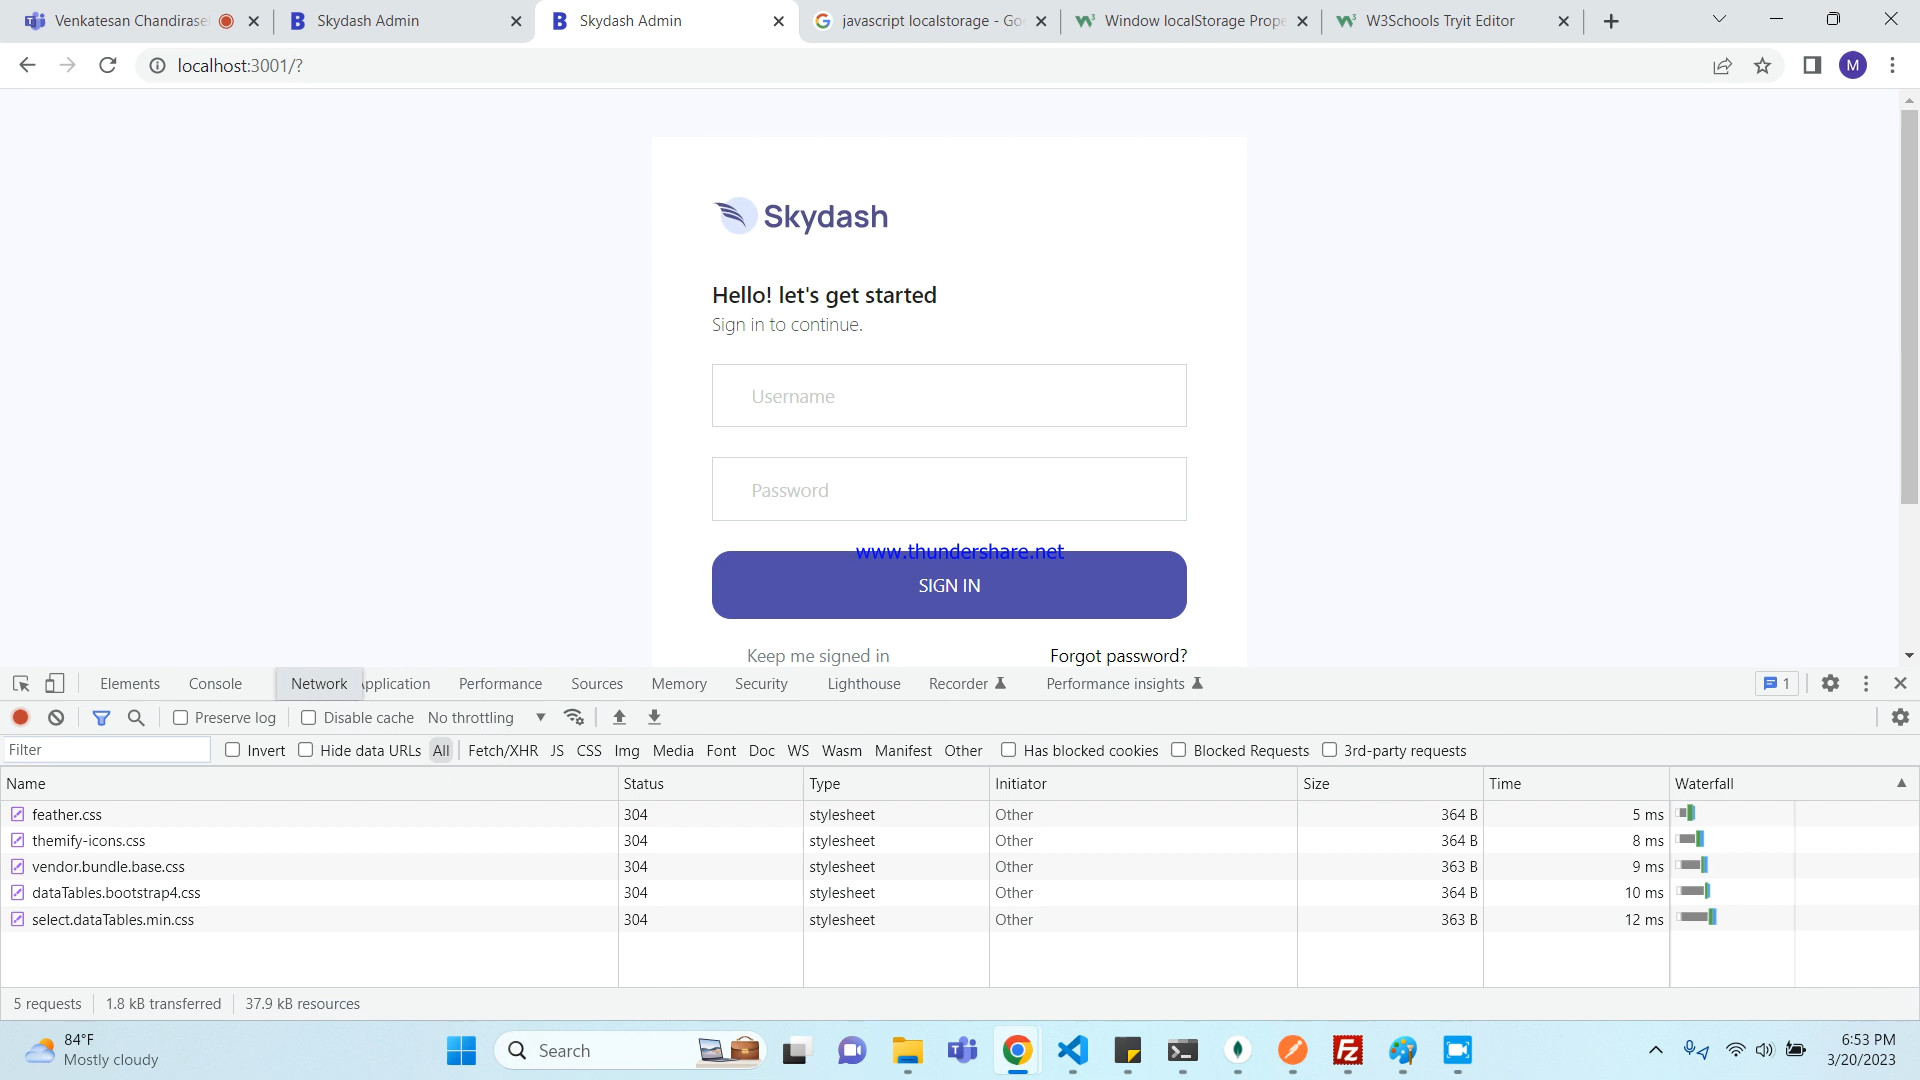 Venkatesan Chandirase
Skydash Admin
Skydash Admin
javascript localstorage - Go
Window localStorage Prope
W3Schools Tryit Editor
localhost:3001/?
M
Skydash
Hello! let's get started
Sign in to continue.
Username
Password
www.thundershare.net
SIGN IN
Keep me signed in
Forgot password?
Elements Console Network pplication Performance Sources Memory Security Lighthouse Recorder Performance insights 1
Preserve log Disable cache No throttling
Filter Invert Hide data URLs All Fetch/XHR JS CSS Img Media Font Doc WS Wasm Manifest Other Has blocked cookies Blocked Requests 3rd-party requests
Name Status Type Initiator Size Time Waterfall
feather.css 304 stylesheet Other 364 B 5 ms
themify-icons.css 304 stylesheet Other 364 B 8 ms
vendor.bundle.base.css 304 stylesheet Other 363 B 9 ms
dataTables.bootstrap4.css 304 stylesheet Other 364 B 10 ms
select.dataTables.min.css 304 stylesheet Other 363 B 12 ms
5 requests 1.8 kB transferred 37.9 kB resources
84°F
Mostly cloudy
Search
6:53 PM
3/20/2023